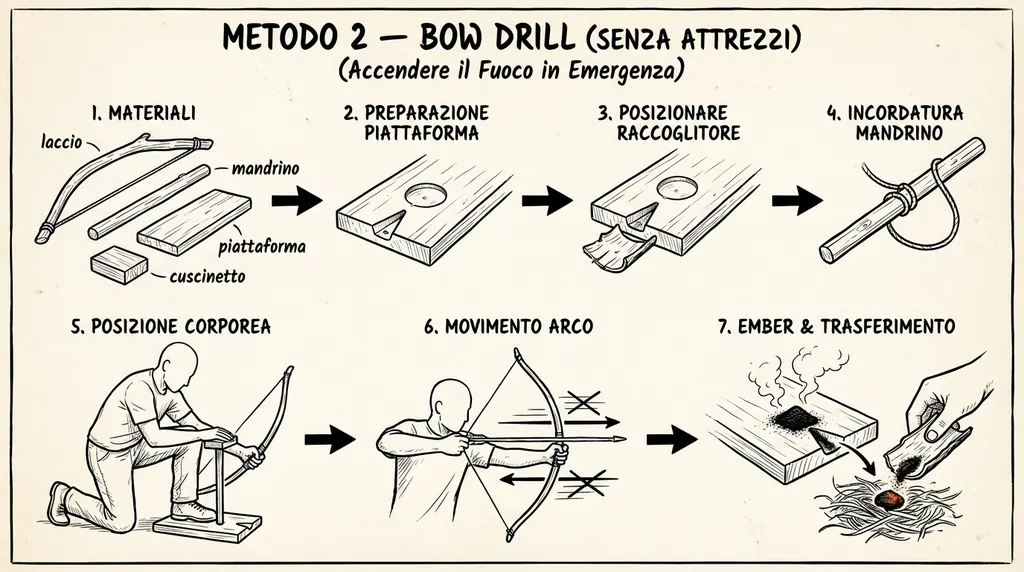 METODO 2 — BOW DRILL (SENZA ATTREZZI)
(Accendere il Fuoco in Emergenza)
1. MATERIALI
laccio
mandrino
piattaforma
cuscinetto
2. PREPARAZIONE
PIATTAFORMA
3. POSIZIONARE
RACCOGLITORE
4. INCORDATURA
MANDRINO
5. POSIZIONE CORPOREA
6. MOVIMENTO ARCO
7. EMBER & TRASFERIMENTO